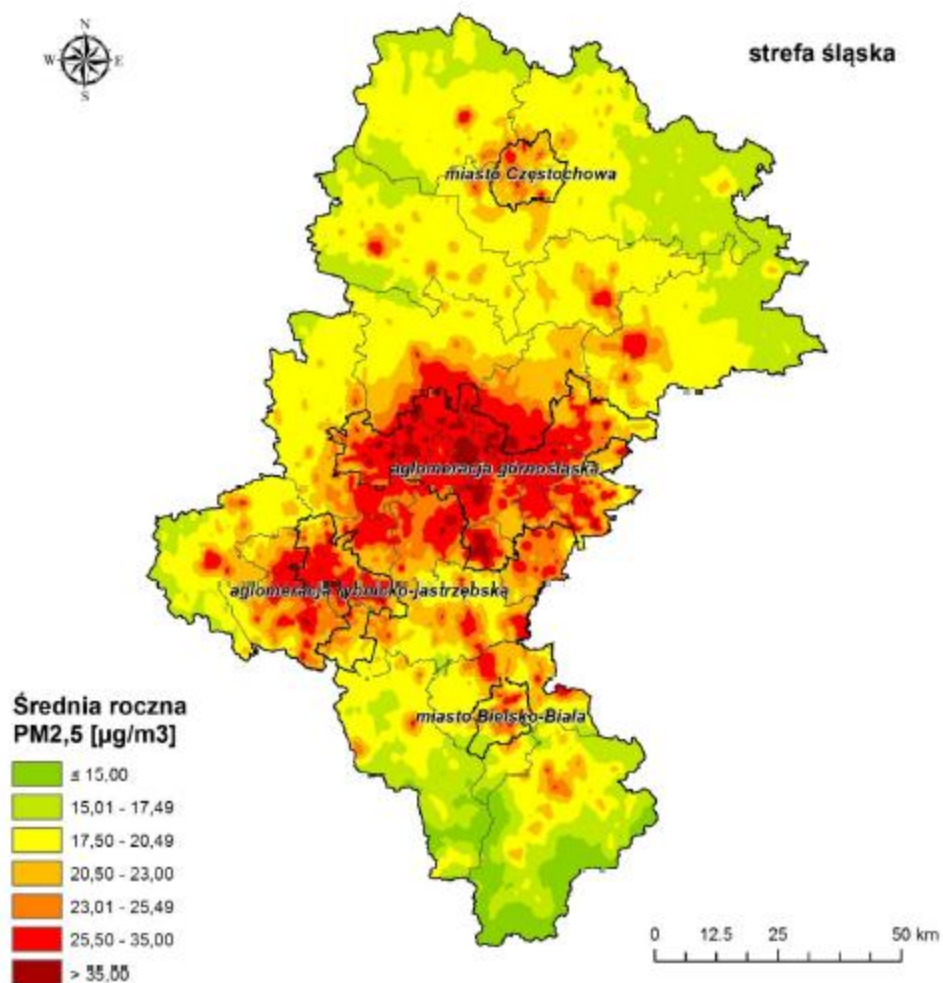 N
W E
S
strefa śląska
miasto Częstochowa
aglomeracja górnośląska
aglomeracja rybnicko-jastrzębska
miasto Bielsko-Biała
Średnia roczna
PM2,5 [µg/m3]
≤ 15,00
15,01 - 17,49
17,50 - 20,49
20,50 - 23,00
23,01 - 25,49
25,50 - 35,00
> 35,00
0 12.5 25 50 km